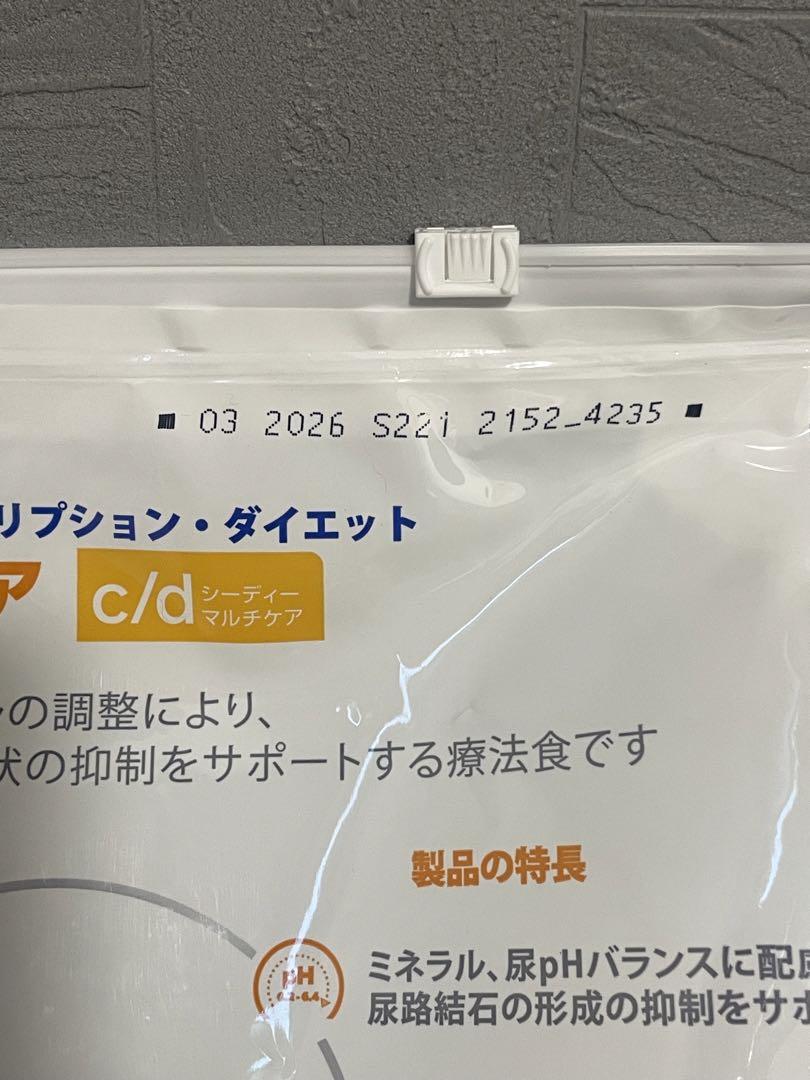 03 2026 S22i 2152_4235
リプション・ダイエット
ア
c/d シーディー
マルチケア
の調整により、
状の抑制をサポートする療法食です
製品の特長
pH
ミネラル、尿pHバランスに配慮
尿路結石の形成の抑制をサポ